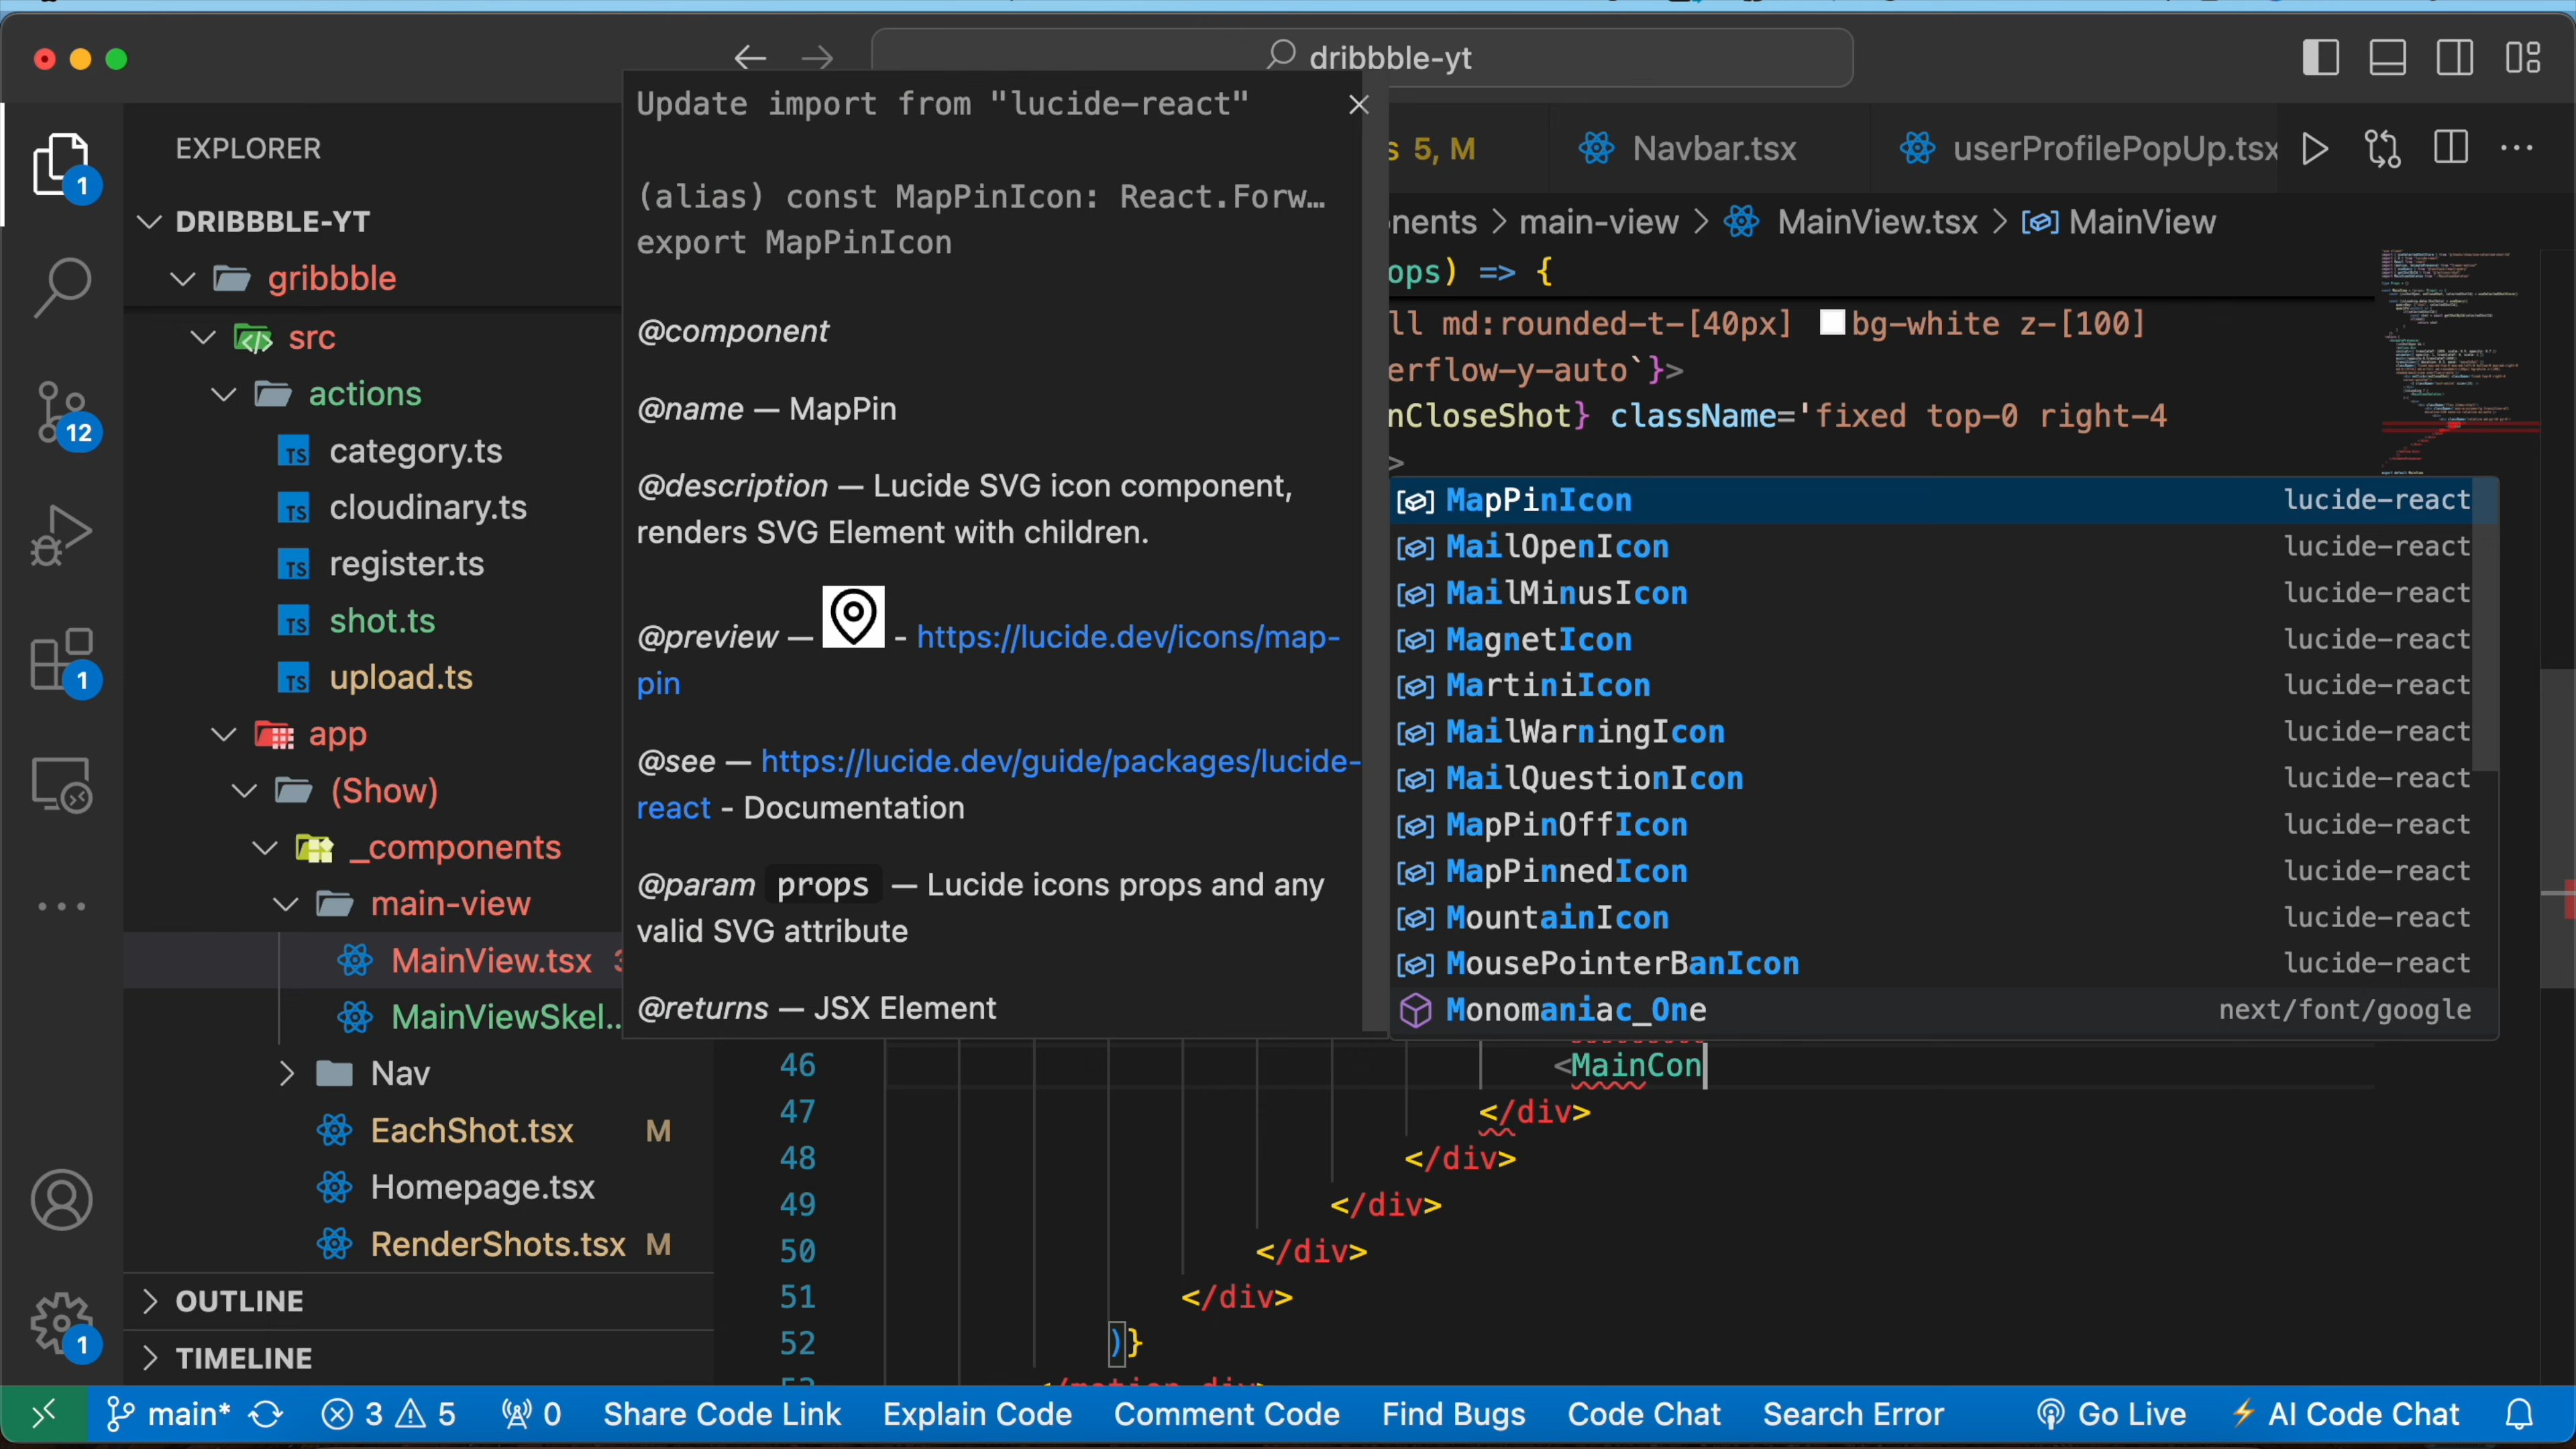 dribbble-yt
EXPLORER
DRIBBBLE-YT
gribbble
src
actions
TS category.ts
TS cloudinary.ts
TS register.ts
TS shot.ts
TS upload.ts
app
(Show)
_components
main-view
MainView.tsx
MainViewSkel...
Nav
EachShot.tsx M
Homepage.tsx
RenderShots.tsx M
OUTLINE
TIMELINE
1
12
1
1
Update import from "lucide-react"
(alias) const MapPinIcon: React.Forw…
export MapPinIcon
@component
@name — MapPin
@description — Lucide SVG icon component,
renders SVG Element with children.
@preview — - https://lucide.dev/icons/map-
pin
@see — https://lucide.dev/guide/packages/lucide-
react - Documentation
@param props — Lucide icons props and any
valid SVG attribute
@returns — JSX Element
s 5, M
Navbar.tsx
userProfilePopUp.tsx
nents > main-view > MainView.tsx > MainView
ops) => {
ll md:rounded-t-[40px] bg-white z-[100]
erflow-y-auto`}>
nCloseShot} className='fixed top-0 right-4
>
MapPinIcon lucide-react
MailOpenIcon lucide-react
MailMinusIcon lucide-react
MagnetIcon lucide-react
MartiniIcon lucide-react
MailWarningIcon lucide-react
MailQuestionIcon lucide-react
MapPinOffIcon lucide-react
MapPinnedIcon lucide-react
MountainIcon lucide-react
MousePointerBanIcon lucide-react
Monomaniac_One next/font/google
46 <MainCon
47 </div>
48 </div>
49 </div>
50 </div>
51 </div>
52 )}
main* 3 5 0 Share Code Link Explain Code Comment Code Find Bugs Code Chat Search Error Go Live AI Code Chat